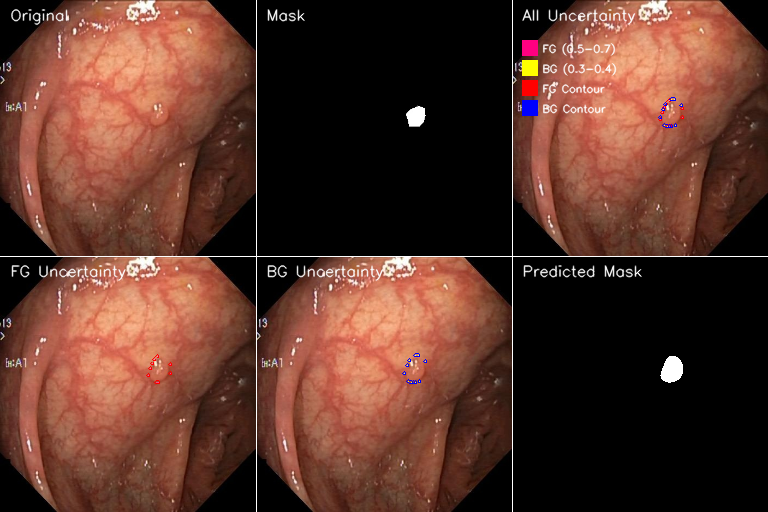 Original
Mask
All Uncertainty
FG (0.5-0.7)
BG (0.3-0.4)
FG Contour
BG Contour
FG Uncertainty
BG Uncertainty
Predicted Mask